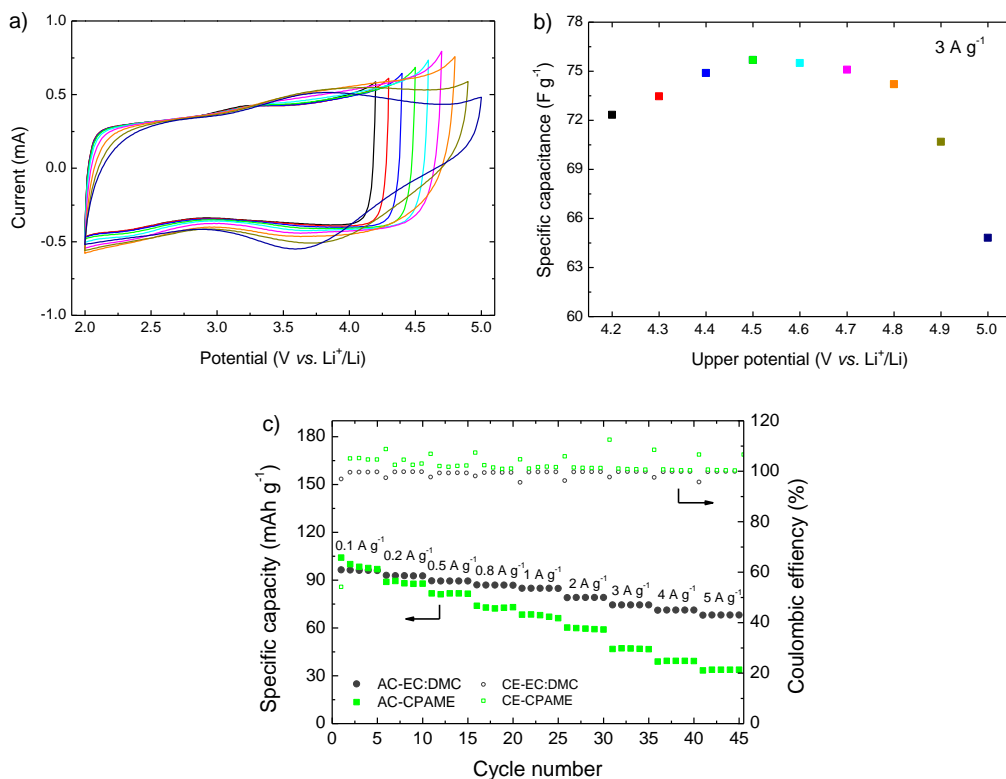 a)
1.0
0.5
0.0
-0.5
-1.0
Current (mA)
2.0 2.5 3.0 3.5 4.0 4.5 5.0
Potential (V vs. Li⁺/Li)
b)
3 A g⁻¹
78
75
72
69
66
63
60
Specific capacitance (F g⁻¹)
4.2 4.3 4.4 4.5 4.6 4.7 4.8 4.9 5.0
Upper potential (V vs. Li⁺/Li)
c)
180
150
120
90
60
30
0
Specific capacity (mAh g⁻¹)
0.1 A g⁻¹
0.2 A g⁻¹
0.5 A g⁻¹
0.8 A g⁻¹
1 A g⁻¹
2 A g⁻¹
3 A g⁻¹
4 A g⁻¹
5 A g⁻¹
AC-EC:DMC CE-EC:DMC
AC-CPAME CE-CPAME
120
100
80
60
40
20
0
Coulombic effiency (%)
0 5 10 15 20 25 30 35 40 45
Cycle number